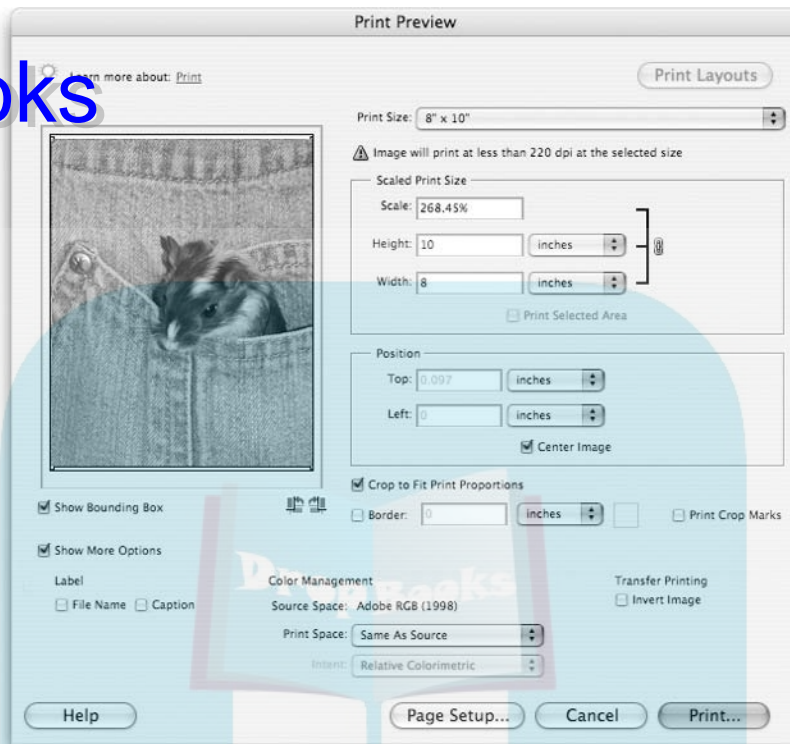 Print Preview
oks
Learn more about: Print
Print Layouts
Print Size: 8" x 10"
Image will print at less than 220 dpi at the selected size
Scaled Print Size
Scale: 268.45%
Height: 10 inches
Width: 8 inches
Print Selected Area
Position
Top: 0.097 inches
Left: 0 inches
Center Image
Crop to Fit Print Proportions
Show Bounding Box
Border: 0 inches
Print Crop Marks
Show More Options
DropBooks
Label
Color Management
Transfer Printing
File Name
Caption
Source Space: Adobe RGB (1998)
Invert Image
Print Space: Same As Source
Intent: Relative Colorimetric
Help
Page Setup...
Cancel
Print...